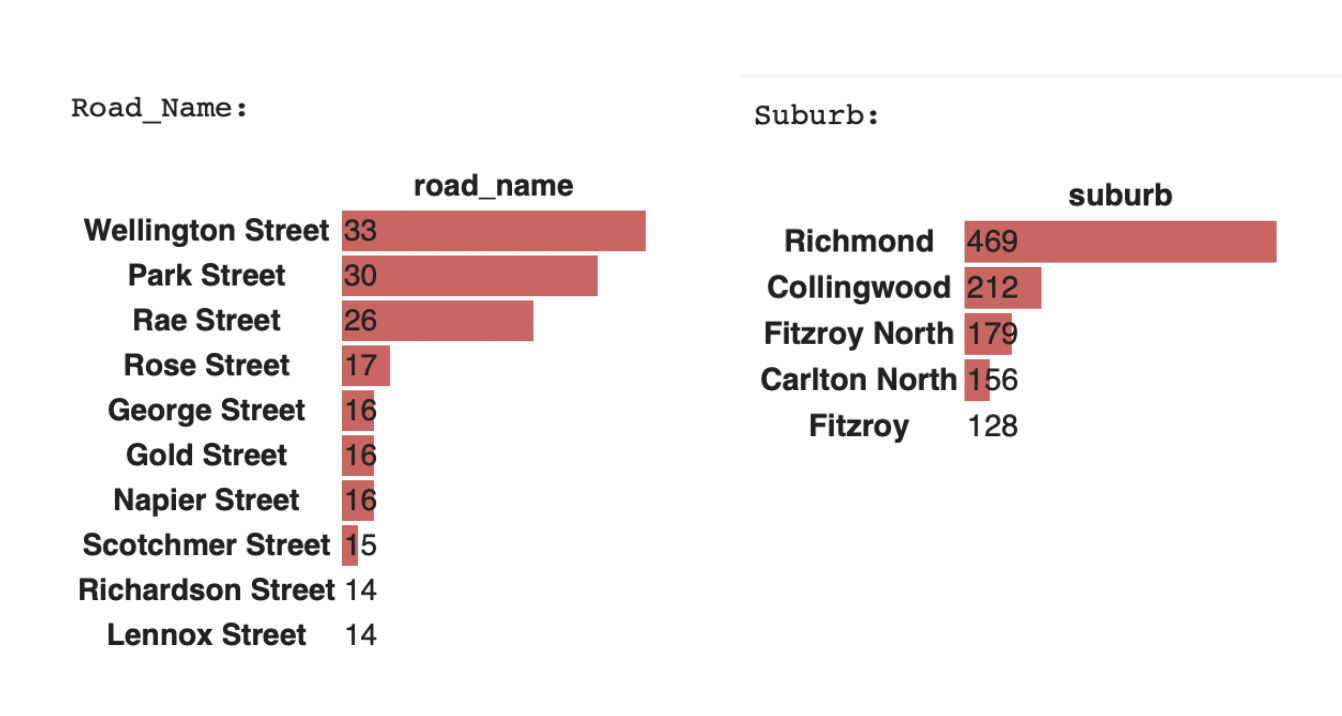 Road_Name:
road_name
Wellington Street 33
Park Street 30
Rae Street 26
Rose Street 17
George Street 16
Gold Street 16
Napier Street 16
Scotchmer Street 15
Richardson Street 14
Lennox Street 14
Suburb:
suburb
Richmond 469
Collingwood 212
Fitzroy North 179
Carlton North 156
Fitzroy 128